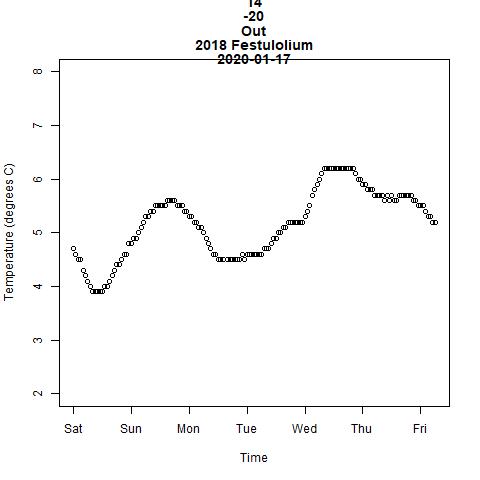 14
-20
Out
2018 Festulolium
2020-01-17
Temperature (degrees C)
8
7
6
5
4
3
2
Sat Sun Mon Tue Wed Thu Fri
Time